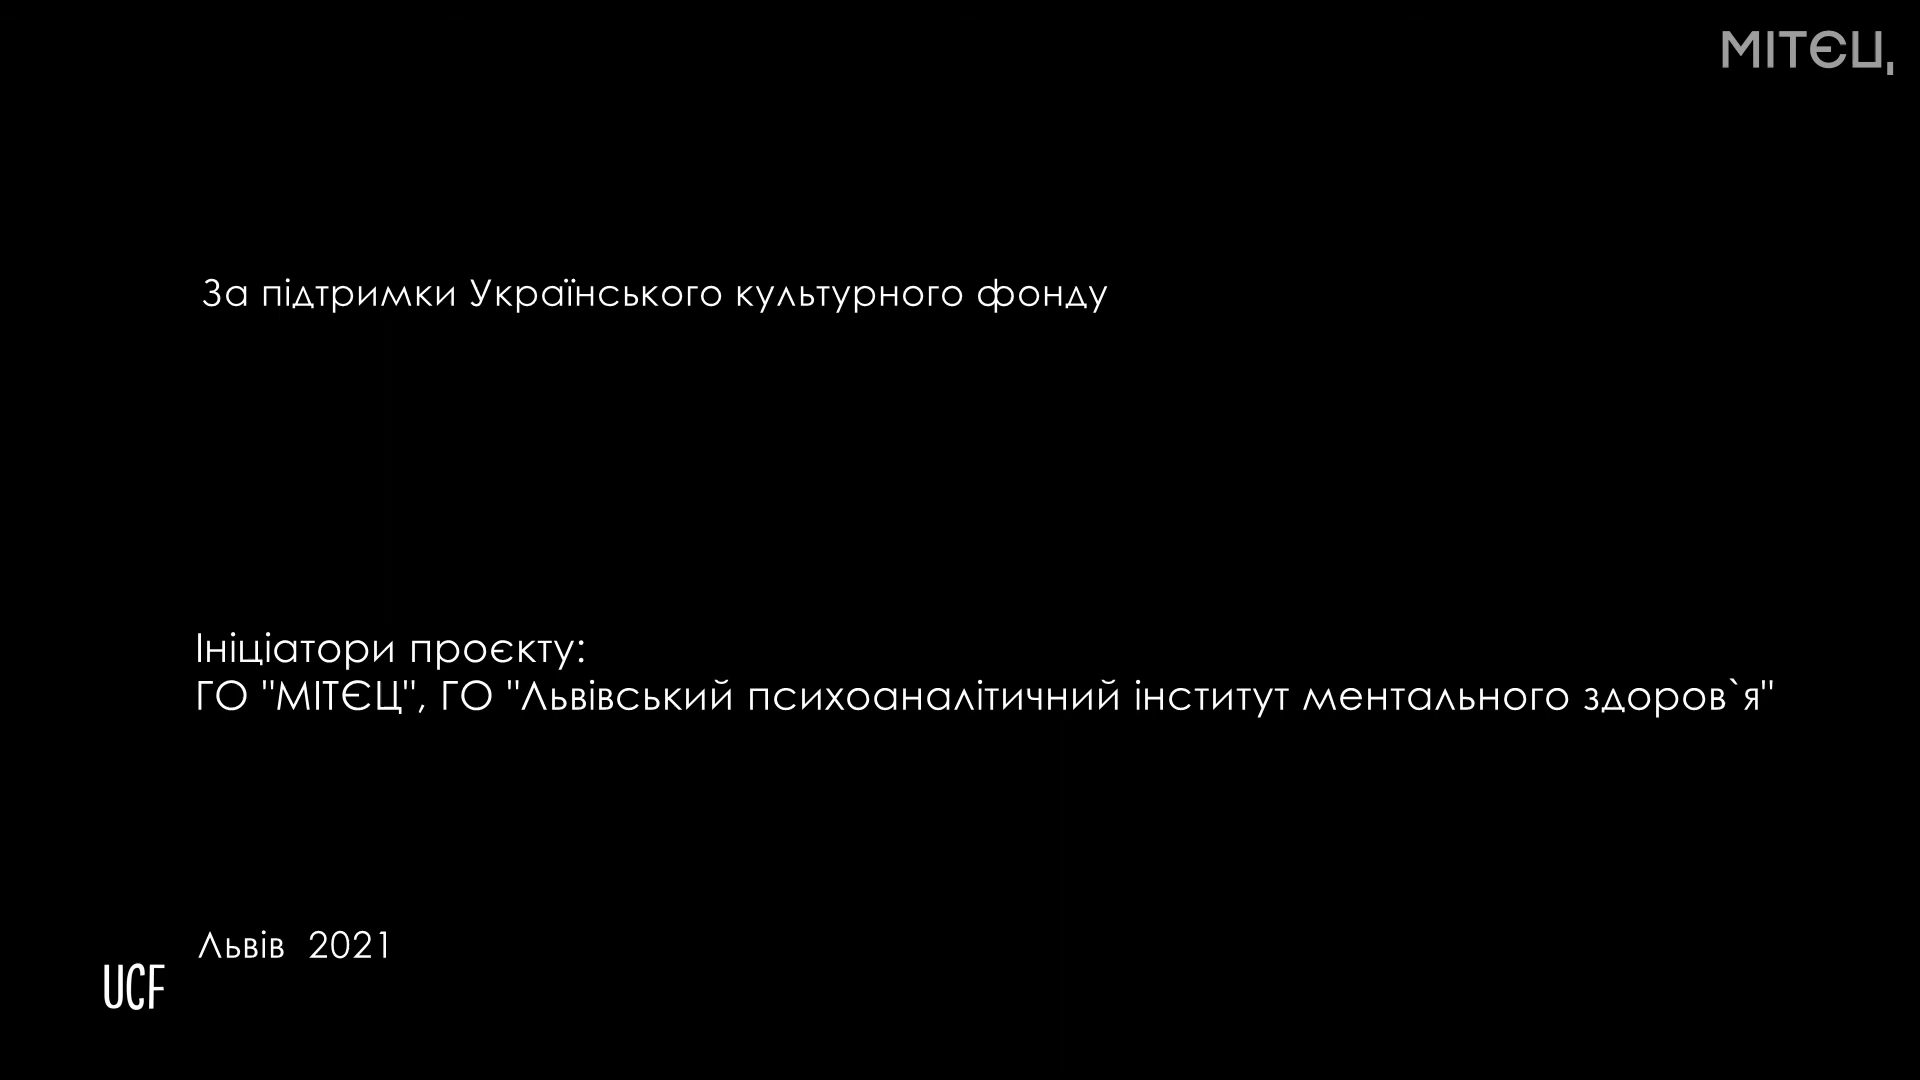 МІТЄЦ
За підтримки Українського культурного фонду
Ініціатори проєкту:
ГО "МІТЄЦ", ГО "Львівський психоаналітичний інститут ментального здоров`я"
Львів 2021
UCF